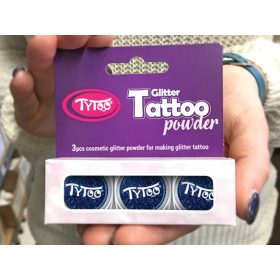 TyToo
Glitter
Tattoo
powder
3pcs cosmetic glitter powder for making glitter tattoo
TyToo TyToo TyToo